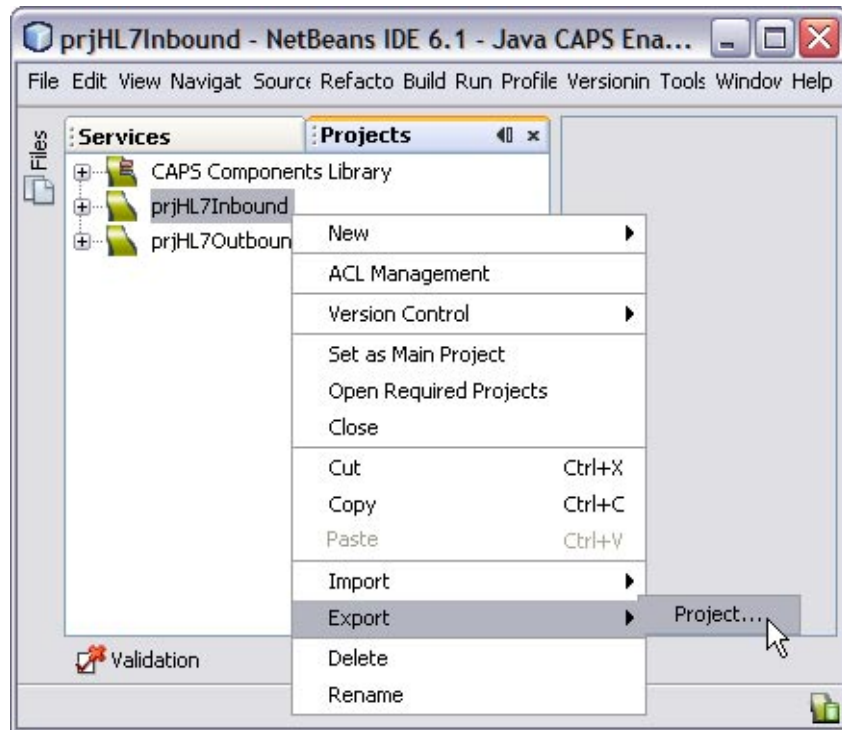 prjHL7Inbound - NetBeans IDE 6.1 - Java CAPS Ena...
File Edit View Navigat Source Refacto Build Run Profile Versionin Tools Window Help
Files
Services Projects
CAPS Components Library
prjHL7Inbound
prjHL7Outboun
New
ACL Management
Version Control
Set as Main Project
Open Required Projects
Close
Cut Ctrl+X
Copy Ctrl+C
Paste Ctrl+V
Import
Export Project...
Delete
Rename
Validation